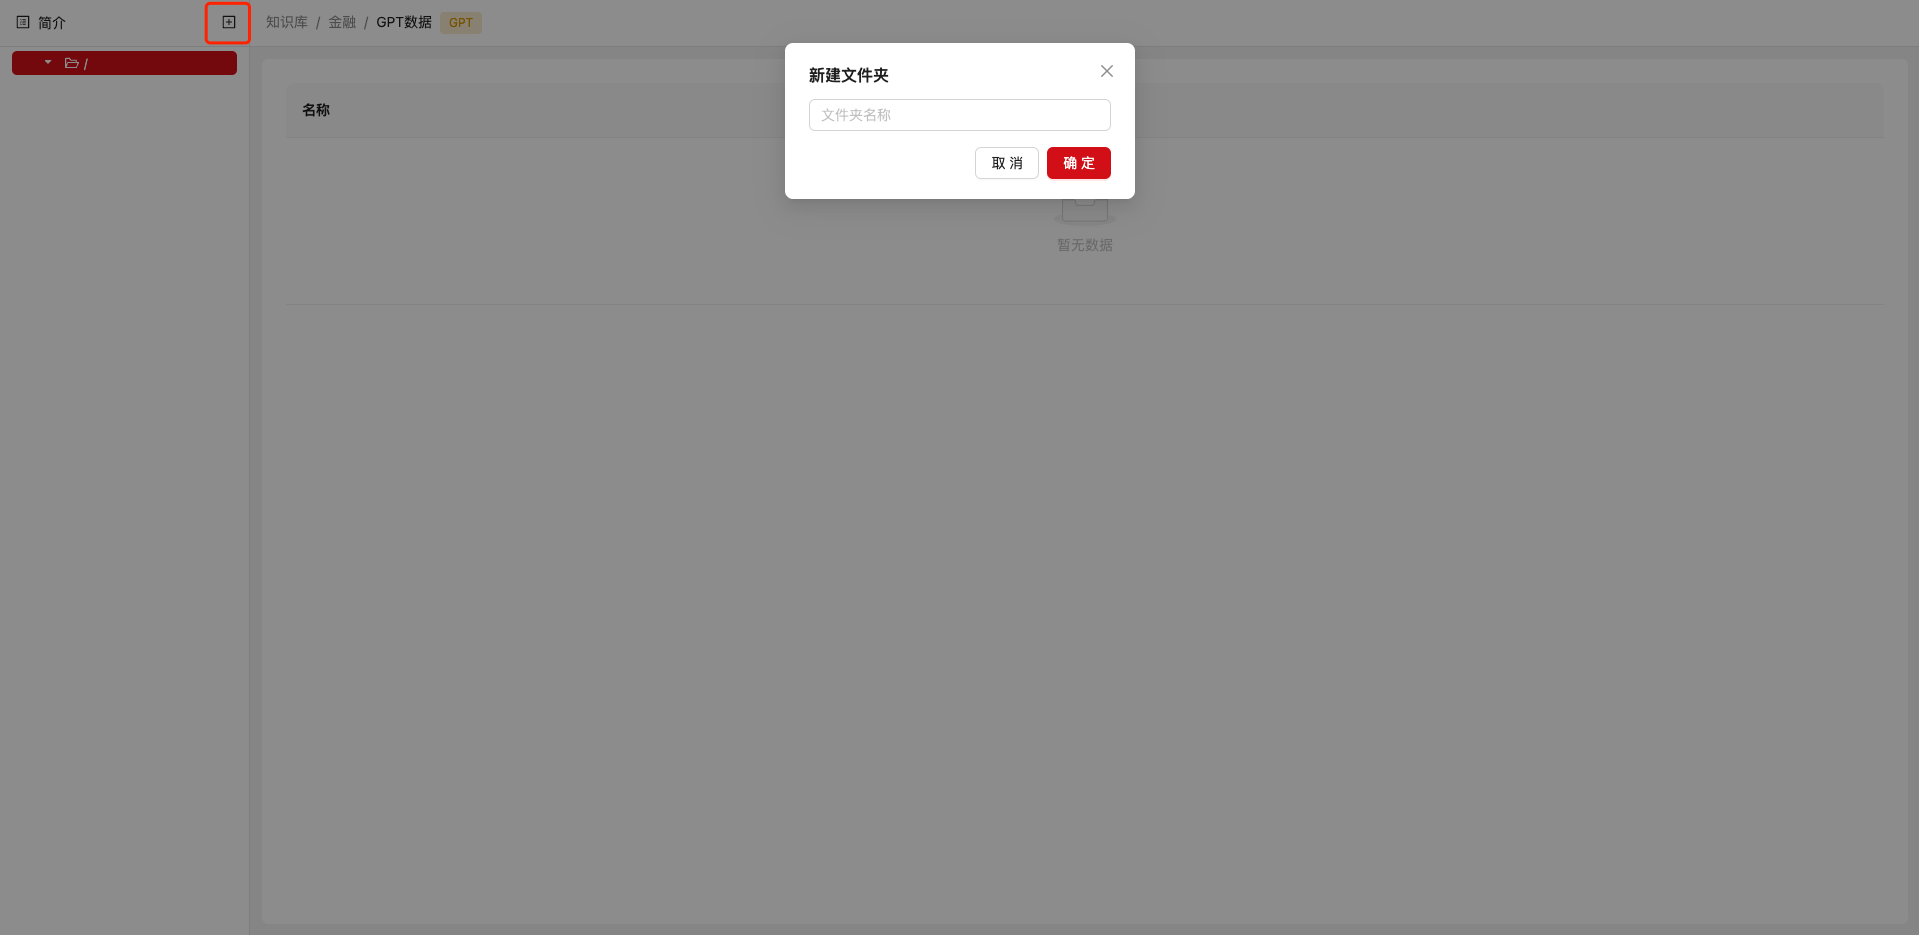 简介
知识库 / 金融 / GPT数据 GPT
/
新建文件夹
文件夹名称
取 消 确 定
名称
暂无数据